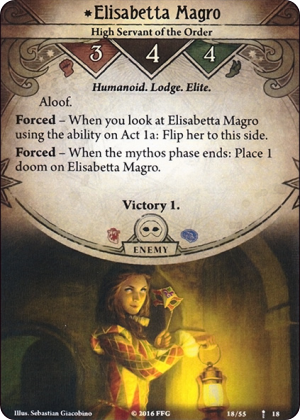 *Elisabetta Magro
High Servant of the Order
3 4 4
Humanoid. Lodge. Elite.
Aloof.
Forced – When you look at Elisabetta Magro
using the ability on Act 1a: Flip her to this side.
Forced – When the mythos phase ends: Place 1
doom on Elisabetta Magro.
Victory 1.
ENEMY
Illus. Sebastian Giacobino © 2016 FFG 18/55 18